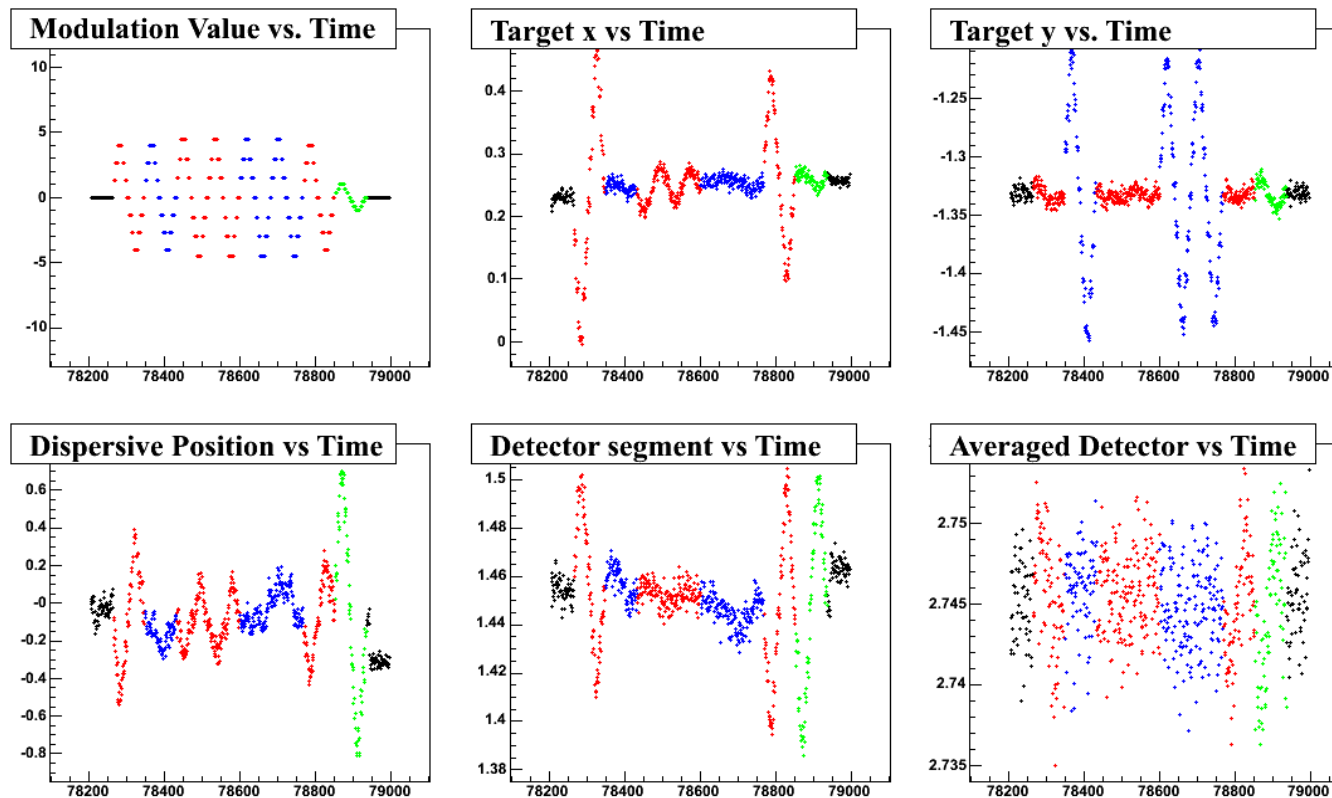 Modulation Value vs. Time
10
5
0
-5
-10
78200 78400 78600 78800 79000
Target x vs Time
0.4
0.3
0.2
0.1
0
78200 78400 78600 78800 79000
Target y vs. Time
-1.25
-1.3
-1.35
-1.4
-1.45
78200 78400 78600 78800 79000
Dispersive Position vs Time
0.6
0.4
0.2
-0
-0.2
-0.4
-0.6
-0.8
78200 78400 78600 78800 79000
Detector segment vs Time
1.5
1.48
1.46
1.44
1.42
1.4
1.38
78200 78400 78600 78800 79000
Averaged Detector vs Time
2.75
2.745
2.74
2.735
78200 78400 78600 78800 79000